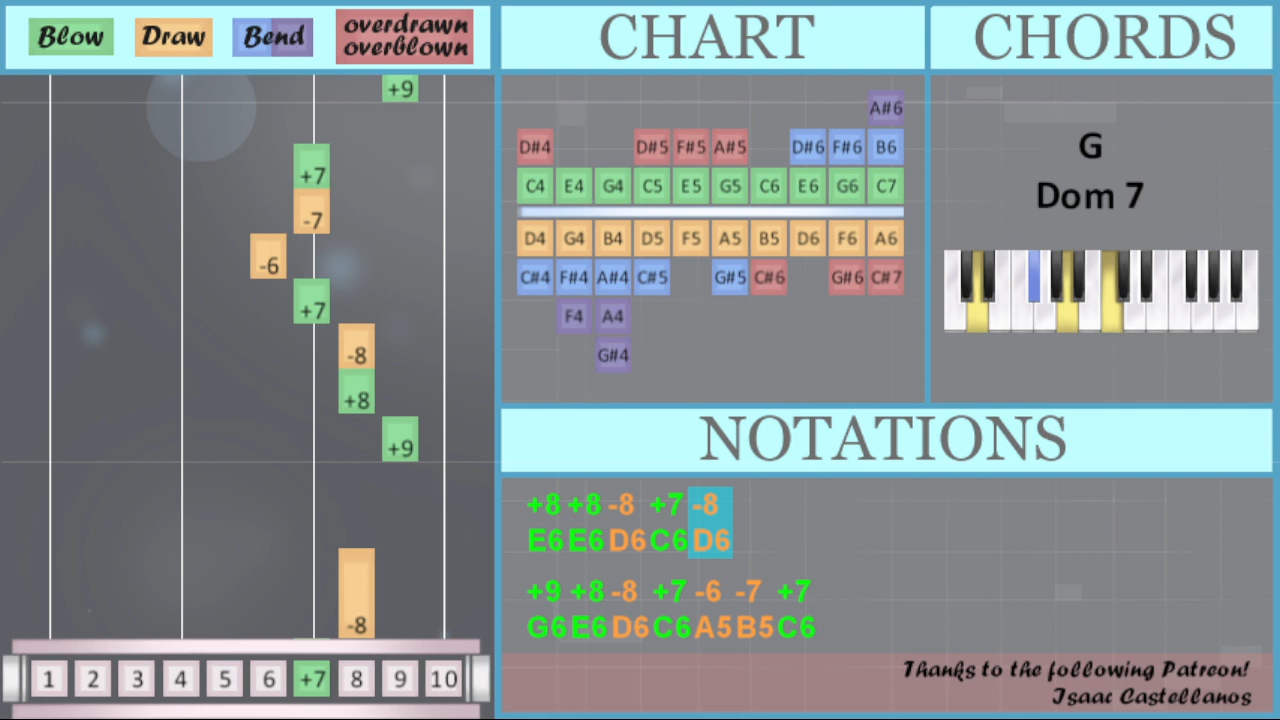 Blow Draw Bend overdrawn
overblown
CHART
CHORDS
+9
+7
-7
-6
+7
-8
+8
+9
-8
1 2 3 4 5 6 +7 8 9 10
A#6
D#4 D#5 F#5 A#5 D#6 F#6 B6
C4 E4 G4 C5 E5 G5 C6 E6 G6 C7
D4 G4 B4 D5 F5 A5 B5 D6 F6 A6
C#4 F#4 A#4 C#5 G#5 C#6 G#6 C#7
F4 A4
G#4
G
Dom 7
NOTATIONS
+8 +8 -8 +7 -8
E6 E6 D6 C6 D6
+9 +8 -8 +7 -6 -7 +7
G6 E6 D6 C6 A5 B5 C6
Thanks to the following Patreon!
Isaac Castellanos